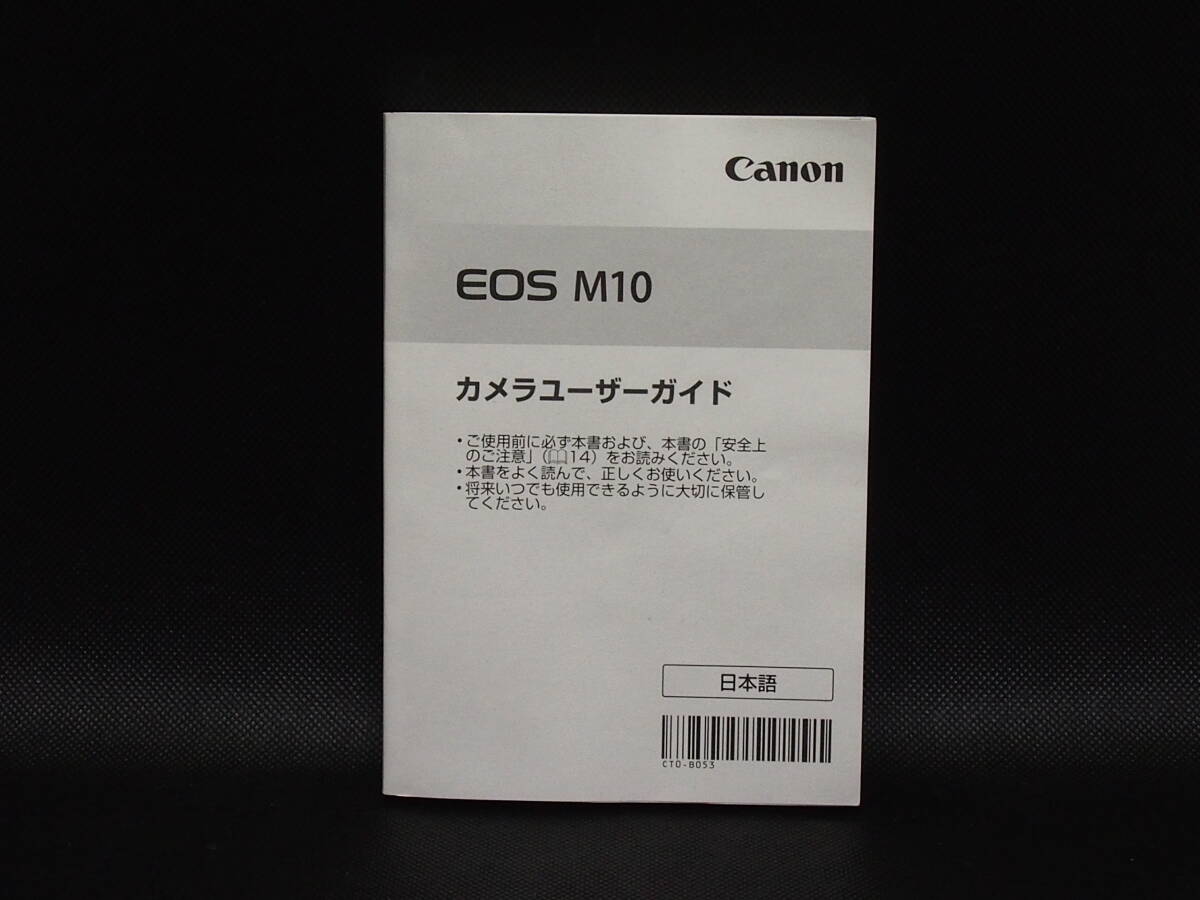 Canon
EOS M10
カメラユーザーガイド
・ご使用前に必ず本書および、本書の「安全上
のご注意」（📖14）をお読みください。
・本書をよく読んで、正しくお使いください。
・将来いつでも使用できるように大切に保管し
てください。
日本語
CT0-B053